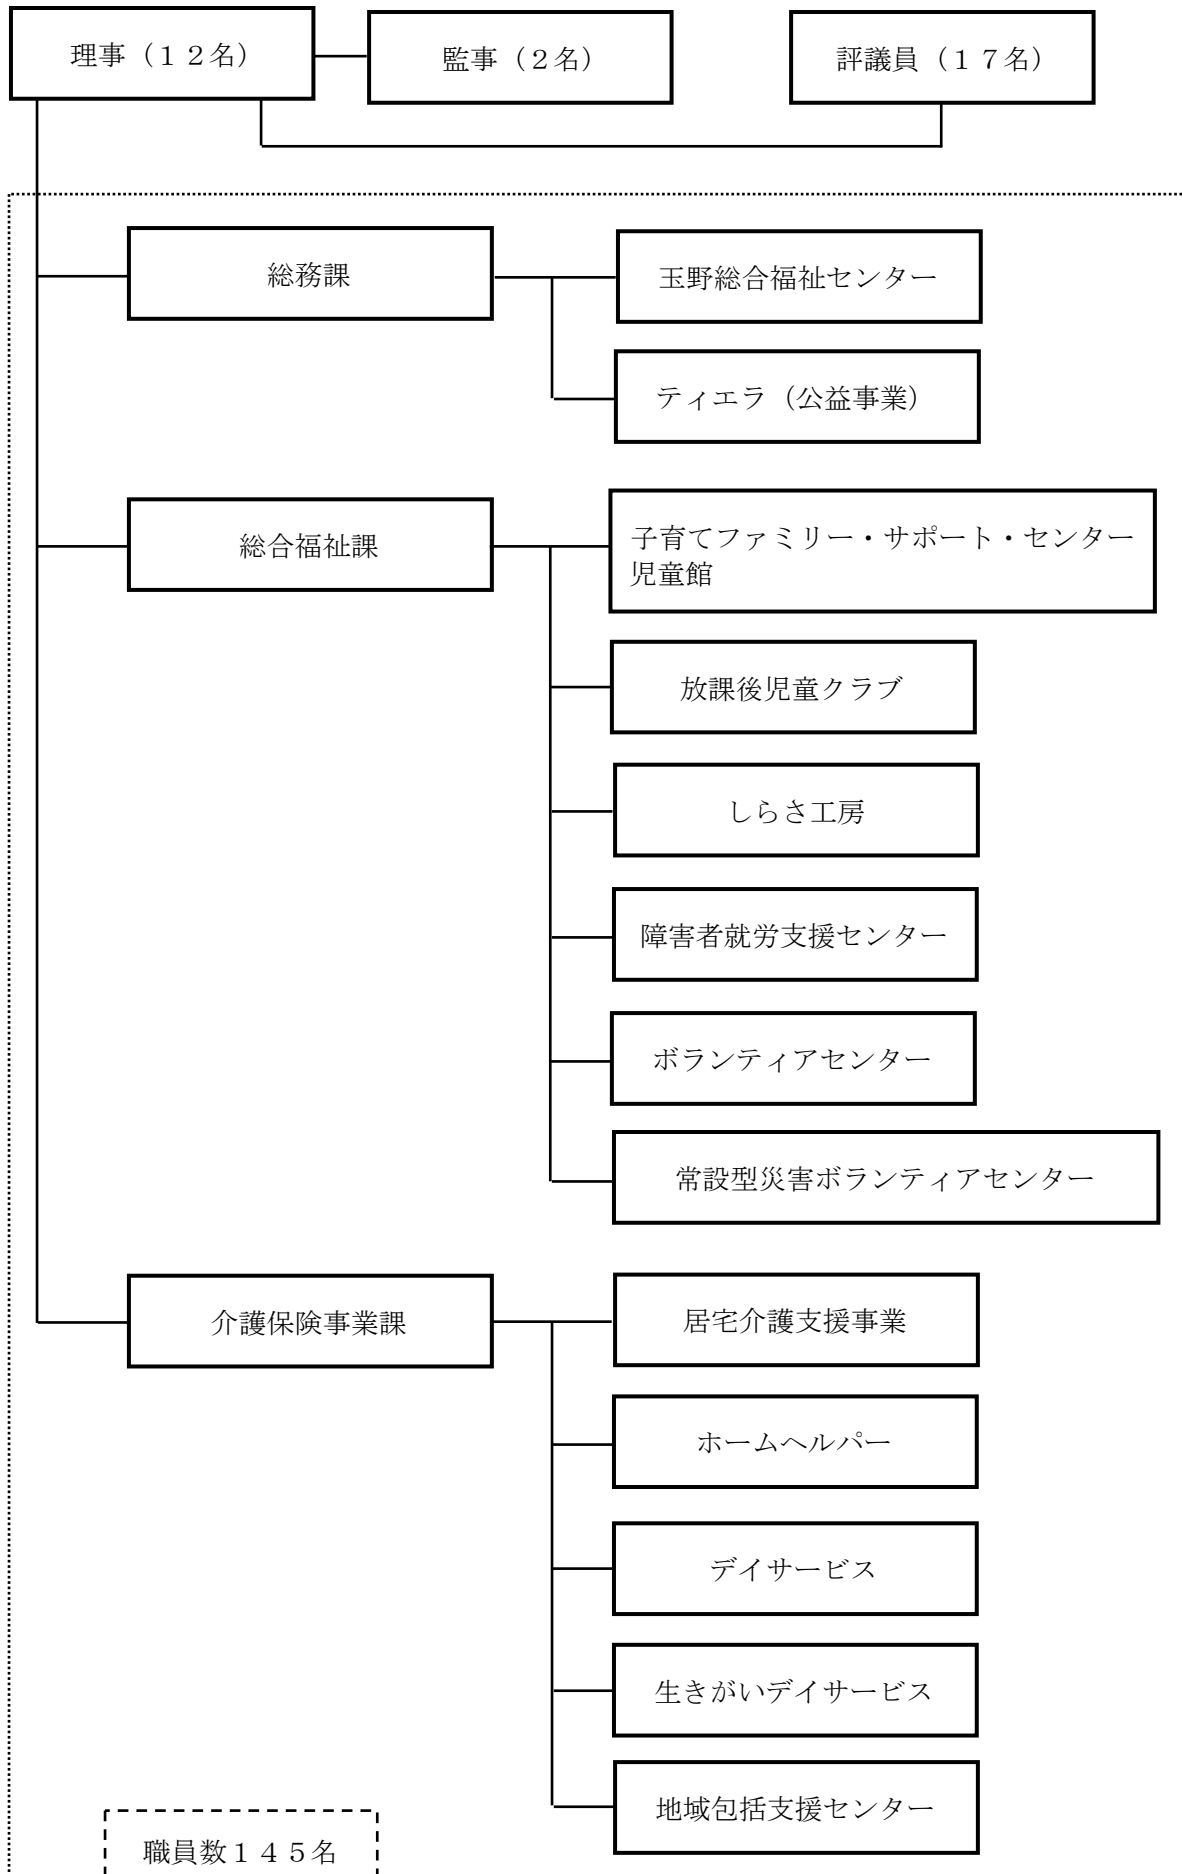 理事（１２名）
監事（２名）
評議員（１７名）
総務課
玉野総合福祉センター
ティエラ（公益事業）
総合福祉課
子育てファミリー・サポート・センター
児童館
放課後児童クラブ
しらさ工房
障害者就労支援センター
ボランティアセンター
常設型災害ボランティアセンター
介護保険事業課
居宅介護支援事業
ホームヘルパー
デイサービス
生きがいデイサービス
地域包括支援センター
職員数１４５名